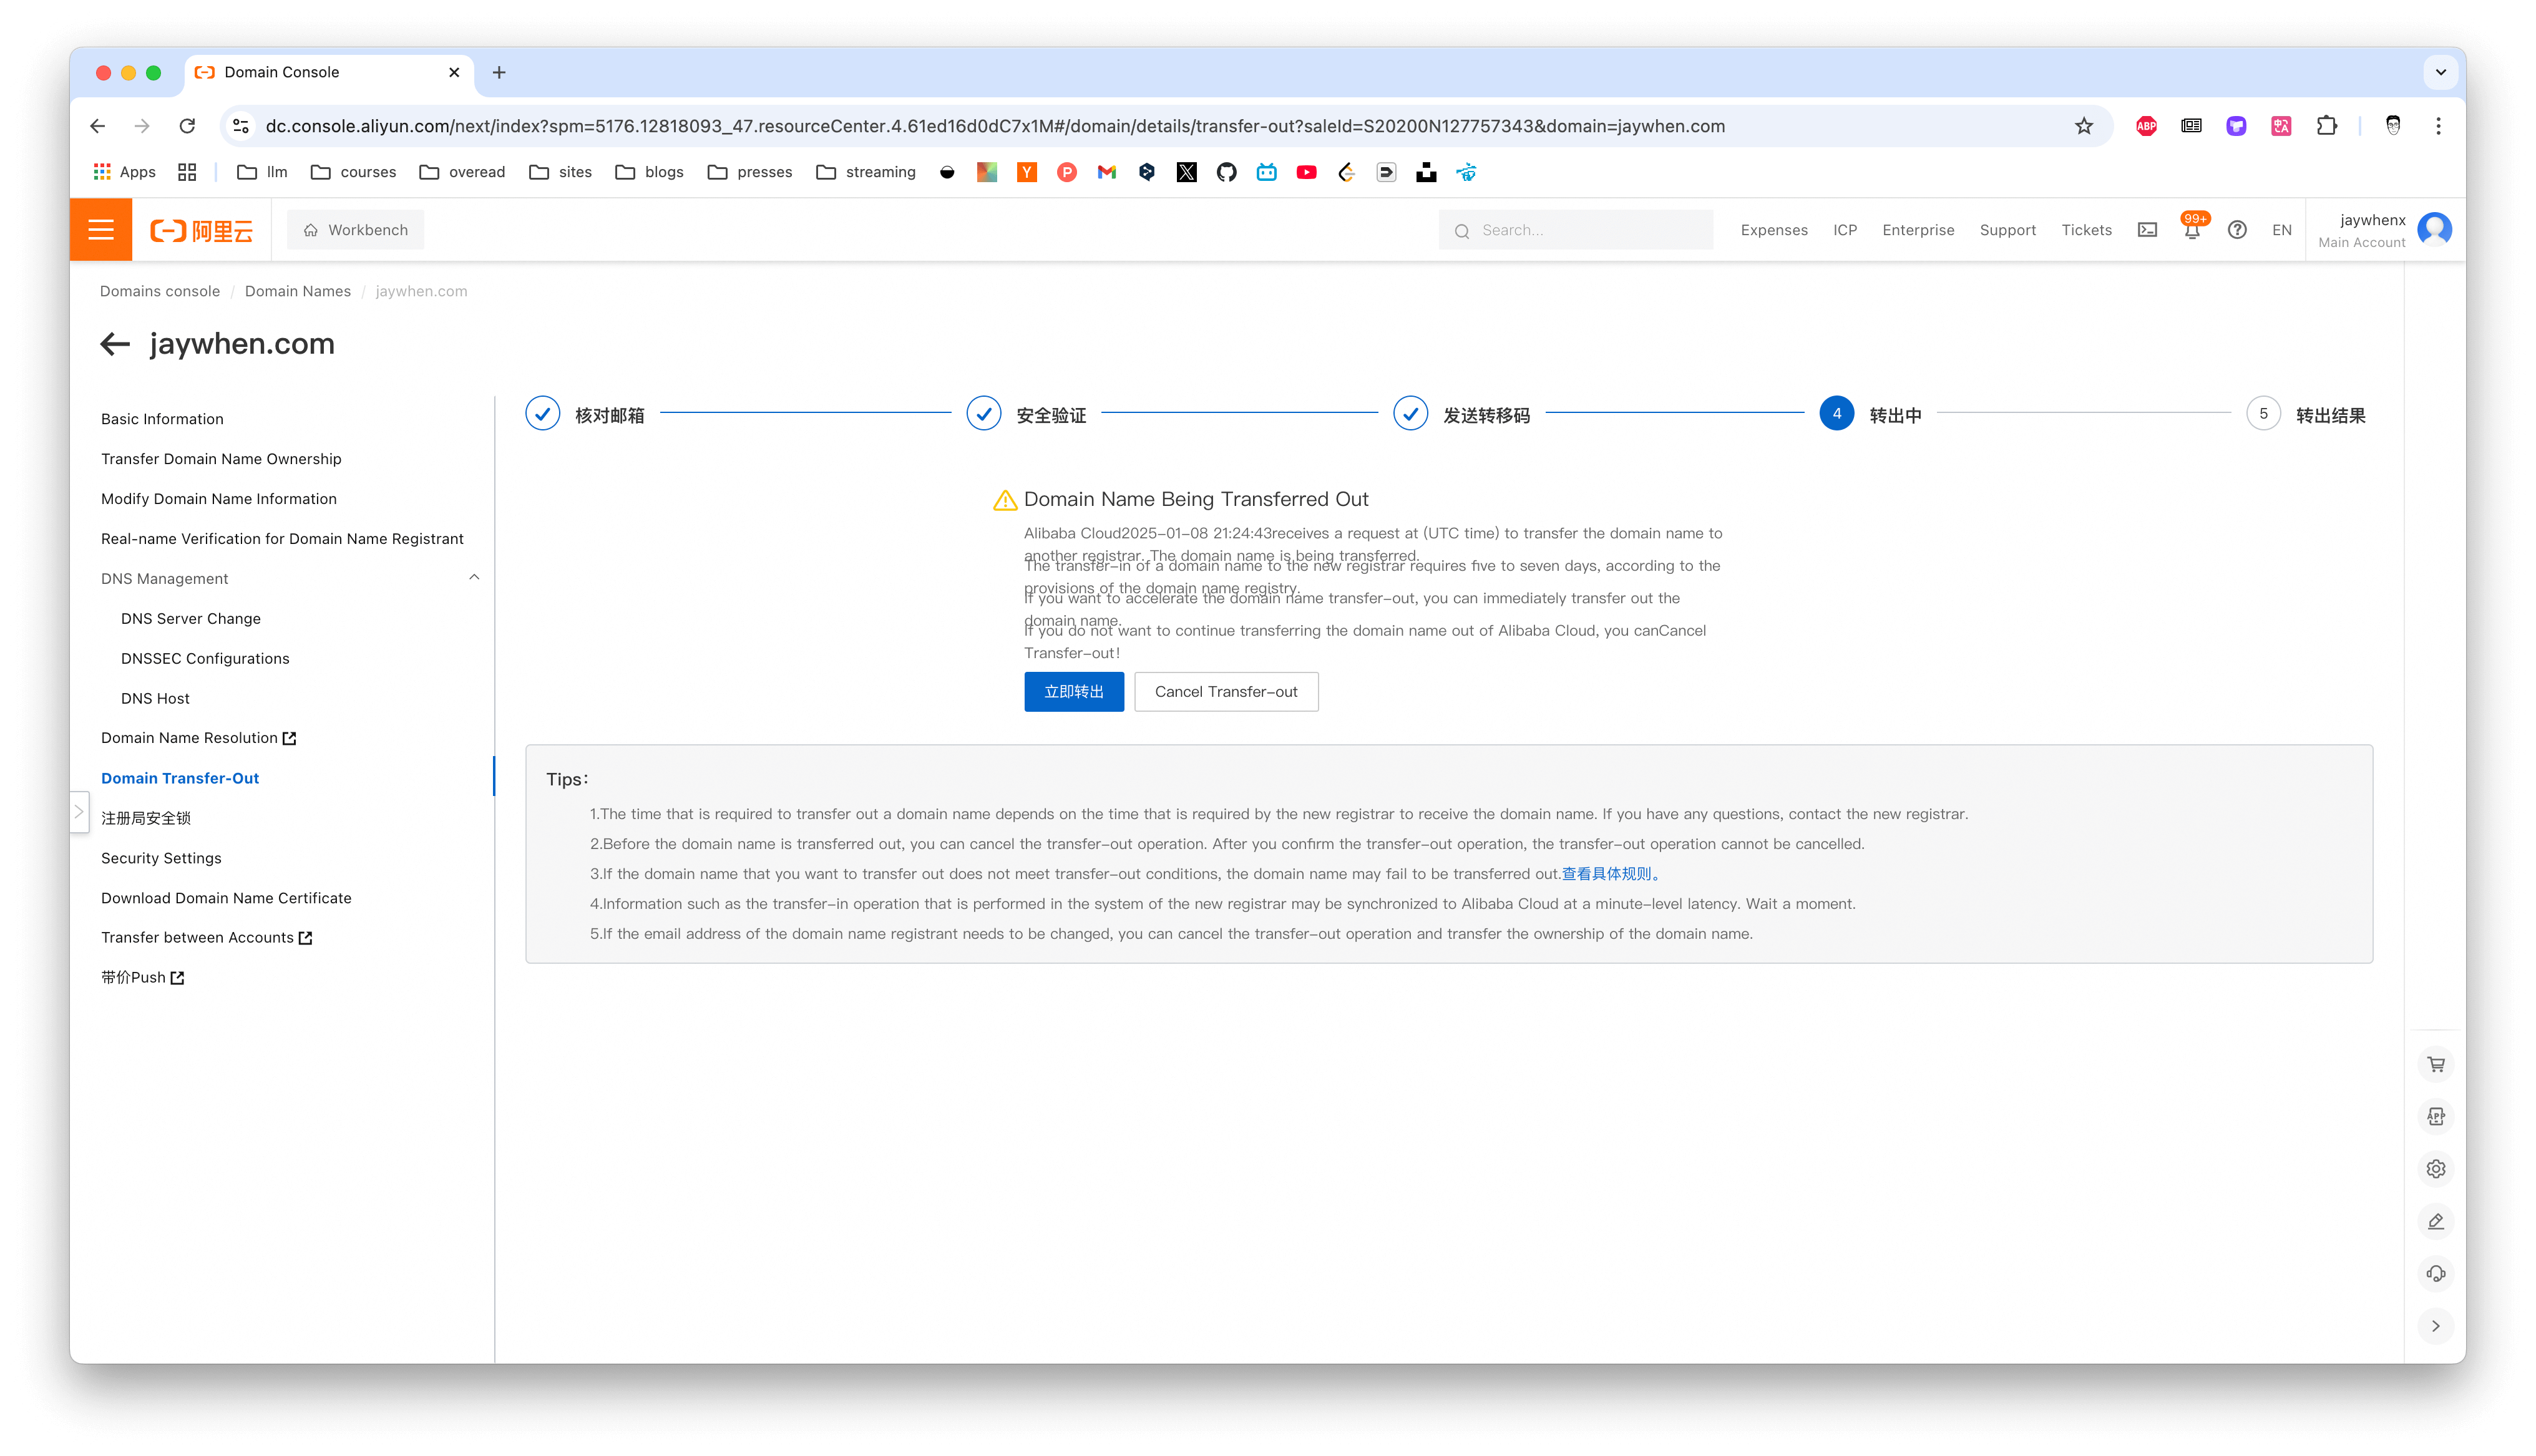 Domain Console
dc.console.aliyun.com/next/index?spm=5176.12818093_47.resourceCenter.4.61ed16d0dC7x1M#/domain/details/transfer-out?saleId=S20200N127757343&domain=jaywhen.com
ABP
Apps
llm
courses
overead
sites
blogs
presses
streaming
阿里云
Workbench
Search...
Expenses
ICP
Enterprise
Support
Tickets
99+
EN
jaywhenx
Main Account
Domains console / Domain Names / jaywhen.com
jaywhen.com
Basic Information
Transfer Domain Name Ownership
Modify Domain Name Information
Real-name Verification for Domain Name Registrant
DNS Management
DNS Server Change
DNSSEC Configurations
DNS Host
Domain Name Resolution
Domain Transfer-Out
注册局安全锁
Security Settings
Download Domain Name Certificate
Transfer between Accounts
带价Push
核对邮箱
安全验证
发送转移码
4 转出中
5 转出结果
Domain Name Being Transferred Out
Alibaba Cloud2025-01-08 21:24:43receives a request at (UTC time) to transfer the domain name to
another registrar. The domain name is being transferred.
The transfer-in of a domain name to the new registrar requires five to seven days, according to the
provisions of the domain name registry.
If you want to accelerate the domain name transfer-out, you can immediately transfer out the
domain name.
If you do not want to continue transferring the domain name out of Alibaba Cloud, you canCancel
Transfer-out!
立即转出
Cancel Transfer-out
Tips:
1.The time that is required to transfer out a domain name depends on the time that is required by the new registrar to receive the domain name. If you have any questions, contact the new registrar.
2.Before the domain name is transferred out, you can cancel the transfer-out operation. After you confirm the transfer-out operation, the transfer-out operation cannot be cancelled.
3.If the domain name that you want to transfer out does not meet transfer-out conditions, the domain name may fail to be transferred out.查看具体规则。
4.Information such as the transfer-in operation that is performed in the system of the new registrar may be synchronized to Alibaba Cloud at a minute-level latency. Wait a moment.
5.If the email address of the domain name registrant needs to be changed, you can cancel the transfer-out operation and transfer the ownership of the domain name.
APP